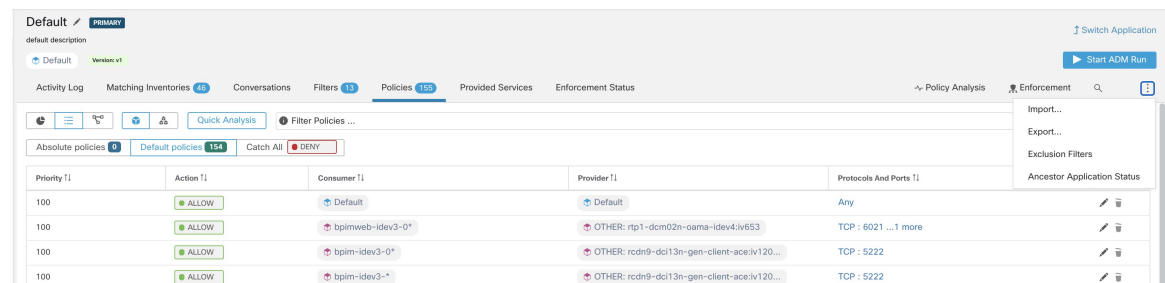 Default PRIMARY
Switch Application
default description
Default Version: v1
Start ADM Run
Activity Log Matching Inventories 46 Conversations Filters 13 Policies 155 Provided Services Enforcement Status Policy Analysis Enforcement
Import...
Quick Analysis Filter Policies ...
Export...
Absolute policies 0 Default policies 154 Catch All DENY
Exclusion Filters
Ancestor Application Status
Priority ↑↓ Action ↑↓ Consumer ↑↓ Provider ↑↓ Protocols And Ports ↑↓
100 ALLOW Default Default Any
100 ALLOW bpimweb-idev3-0* OTHER: rtp1-dcm02n-oama-idev4:iv653 TCP : 6021 ...1 more
100 ALLOW bpim-idev3-0* OTHER: rcdn9-dci13n-gen-client-ace:iv120... TCP : 5222
100 ALLOW bpim-idev3-* OTHER: rcdn9-dci13n-gen-client-ace:iv120... TCP : 5222